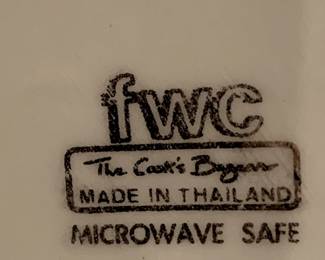 fwc
The Cook's Bazaar
MADE IN THAILAND
MICROWAVE SAFE